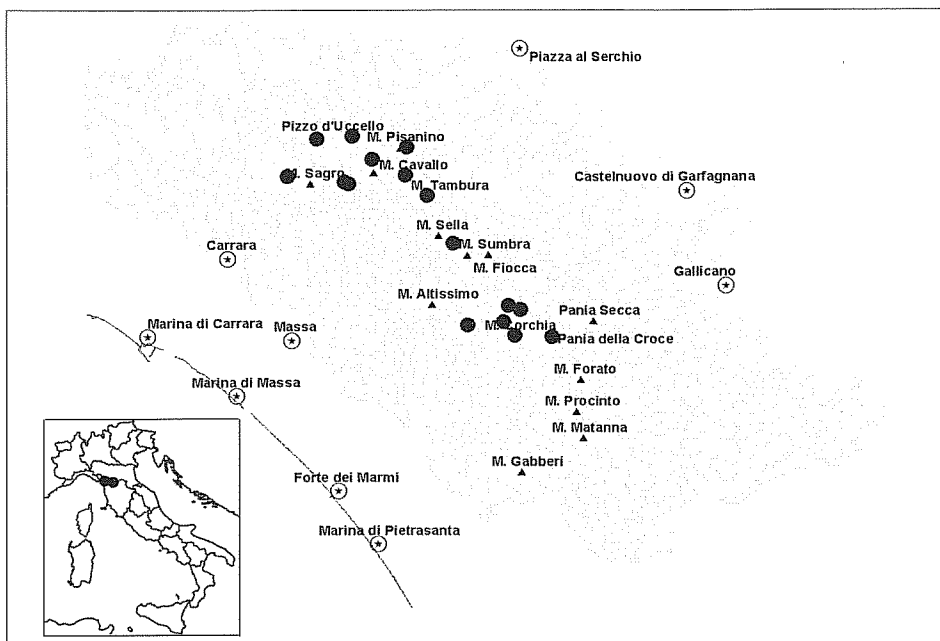 Piazza al Serchio
Pizzo d'Uccello
M. Pisanino
M. Cavallo
M. Sagro
M. Tambura
Castelnuovo di Garfagnana
M. Sella
Carrara
M. Sumbra
M. Fiocca
Gallicano
M. Altissimo
Pania Secca
Marina di Carrara
Massa
M. Corchia
Pania della Croce
M. Forato
Marina di Massa
M. Procinto
M. Matanna
M. Gabberi
Forte dei Marmi
Marina di Pietrasanta